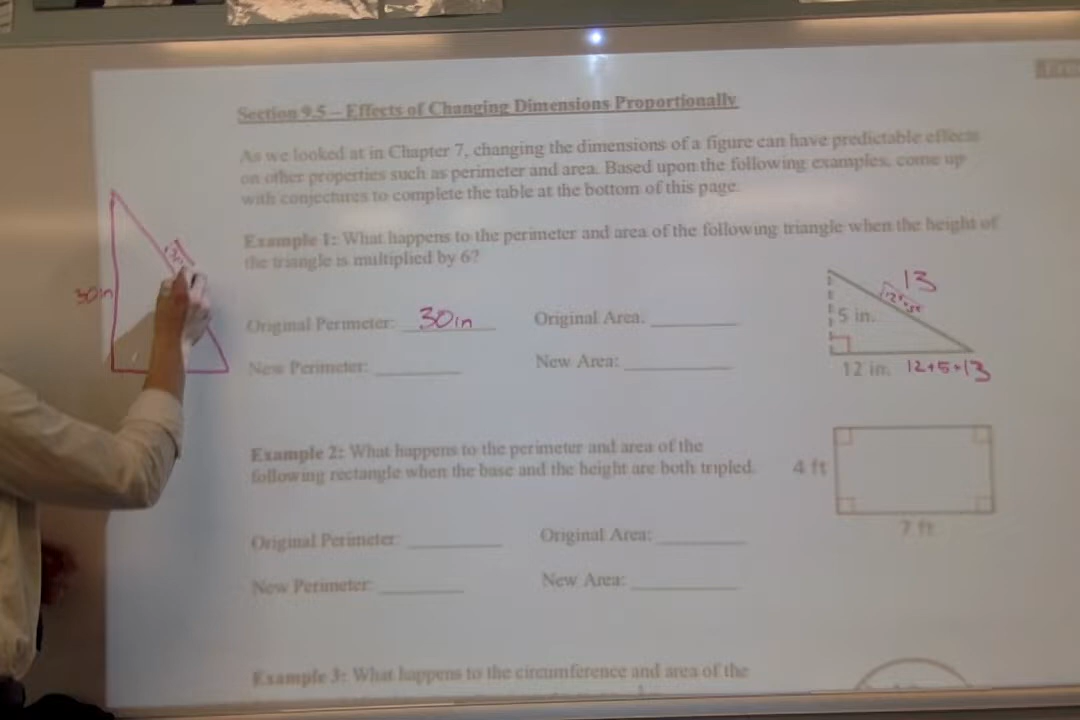 Section 9.5 – Effects of Changing Dimensions Proportionally
As we looked at in Chapter 7, changing the dimensions of a figure can have predictable effects
on other properties such as perimeter and area. Based upon the following examples, come up
with conjectures to complete the table at the bottom of this page.
Example 1: What happens to the perimeter and area of the following triangle when the height of
the triangle is multiplied by 6?
30in
13
5 in.
Original Perimeter: 30in Original Area:
New Perimeter: New Area:
12 in. 12+5+13
Example 2: What happens to the perimeter and area of the
following rectangle when the base and the height are both tripled.
4 ft
7 ft
Original Perimeter: Original Area:
New Perimeter: New Area:
Example 3: What happens to the circumference and area of the